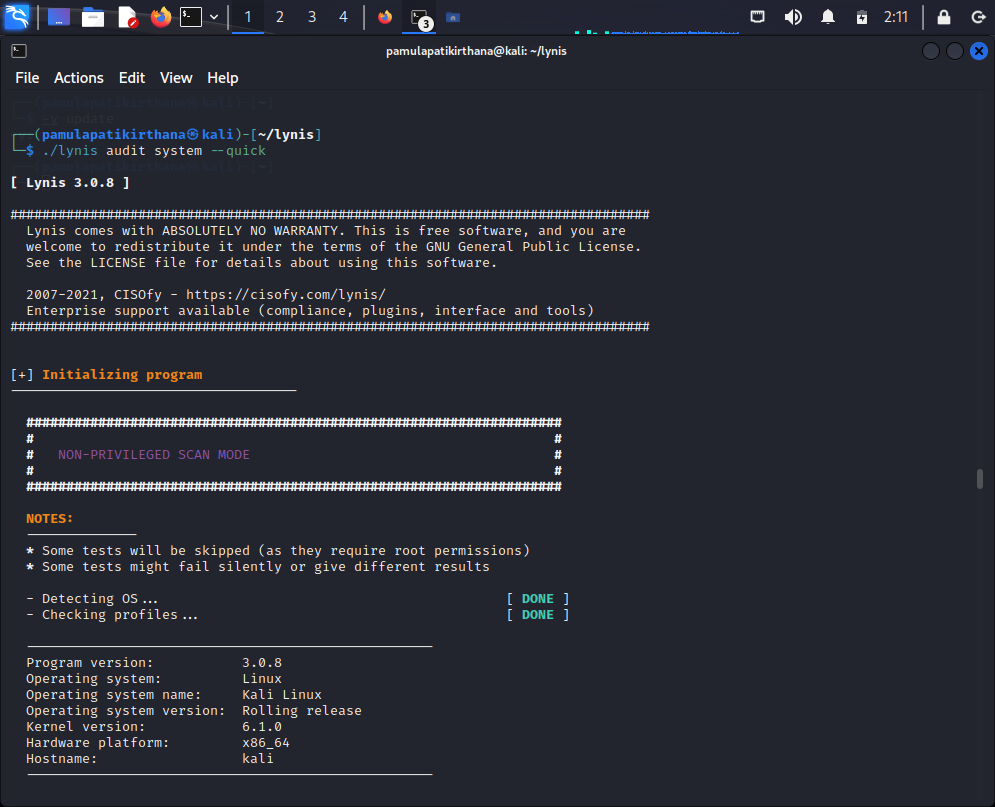 1 2 3 4
3
2:11
pamulapatikirthana@kali: ~/lynis
File Actions Edit View Help
(pamulapatikirthana㉿kali)-[~]
$ -y update
┌──(pamulapatikirthana㉿kali)-[~/lynis]
└─$ ./lynis audit system --quick
(pamulapatikirthana㉿kali)-[~]
[ Lynis 3.0.8 ]
################################################################################
Lynis comes with ABSOLUTELY NO WARRANTY. This is free software, and you are
welcome to redistribute it under the terms of the GNU General Public License.
See the LICENSE file for details about using this software.
2007-2021, CISOfy - https://cisofy.com/lynis/
Enterprise support available (compliance, plugins, interface and tools)
################################################################################
[+] Initializing program
------------------------------------
###################################################################
# #
# NON-PRIVILEGED SCAN MODE #
# #
###################################################################
NOTES:
--------------
* Some tests will be skipped (as they require root permissions)
* Some tests might fail silently or give different results
- Detecting OS... [ DONE ]
- Checking profiles... [ DONE ]
---------------------------------------------------
Program version: 3.0.8
Operating system: Linux
Operating system name: Kali Linux
Operating system version: Rolling release
Kernel version: 6.1.0
Hardware platform: x86_64
Hostname: kali
---------------------------------------------------